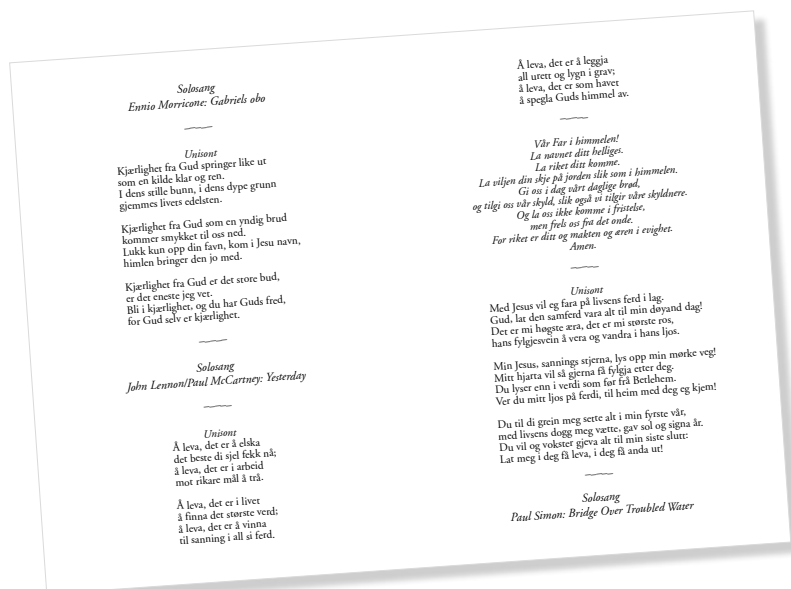 Solosang
Ennio Morricone: Gabriels obo
Unisont
Kjærlighet fra Gud springer like ut
som en kilde klar og ren.
I dens stille bunn, i dens dype grunn
gjemmes livets edelsten.
Kjærlighet fra Gud som en yndig brud
kommer smykket til oss ned.
Lukk kun opp din favn, kom i Jesu navn,
himlen bringer den jo med.
Kjærlighet fra Gud er det store bud,
er det eneste jeg vet.
Bli i kjærlighet, og du har Guds fred,
for Gud selv er kjærlighet.
Solosang
John Lennon/Paul McCartney: Yesterday
Unisont
Å leva, det er å elska
det beste di sjel fekk nå;
å leva, det er i arbeid
mot rikare mål å trå.
Å leva, det er i livet
å finna det største verd;
å leva, det er å vinna
til sanning i all si ferd.
Å leva, det er å leggja
all urett og lygn i grav;
å leva, det er som havet
å spegla Guds himmel av.
Vår Far i himmelen!
La navnet ditt helliges.
La riket ditt komme.
La viljen din skje på jorden slik som i himmelen.
Gi oss i dag vårt daglige brød,
og tilgi oss vår skyld, slik også vi tilgir våre skyldnere.
Og la oss ikke komme i fristelse,
men frels oss fra det onde.
For riket er ditt og makten og æren i evighet.
Amen.
Unisont
Med Jesus vil eg fara på livsens ferd i lag.
Gud, lat den samferd vara alt til min døyand dag!
Det er mi høgste æra, det er mi største ros,
hans fylgjesvein å vera og vandra i hans ljos.
Min Jesus, sannings stjerna, lys opp min mørke veg!
Mitt hjarta vil så gjerna få fylgja etter deg.
Du lyser enn i verdi som før frå Betlehem.
Ver du mitt ljos på ferdi, til heim med deg eg kjem!
Du til di grein meg sette alt i min fyrste vår,
med livsens dogg meg vætte, gav sol og signa år.
Du vil og vokster gjeva alt til min siste slutt:
Lat meg i deg få leva, i deg få anda ut!
Solosang
Paul Simon: Bridge Over Troubled Water